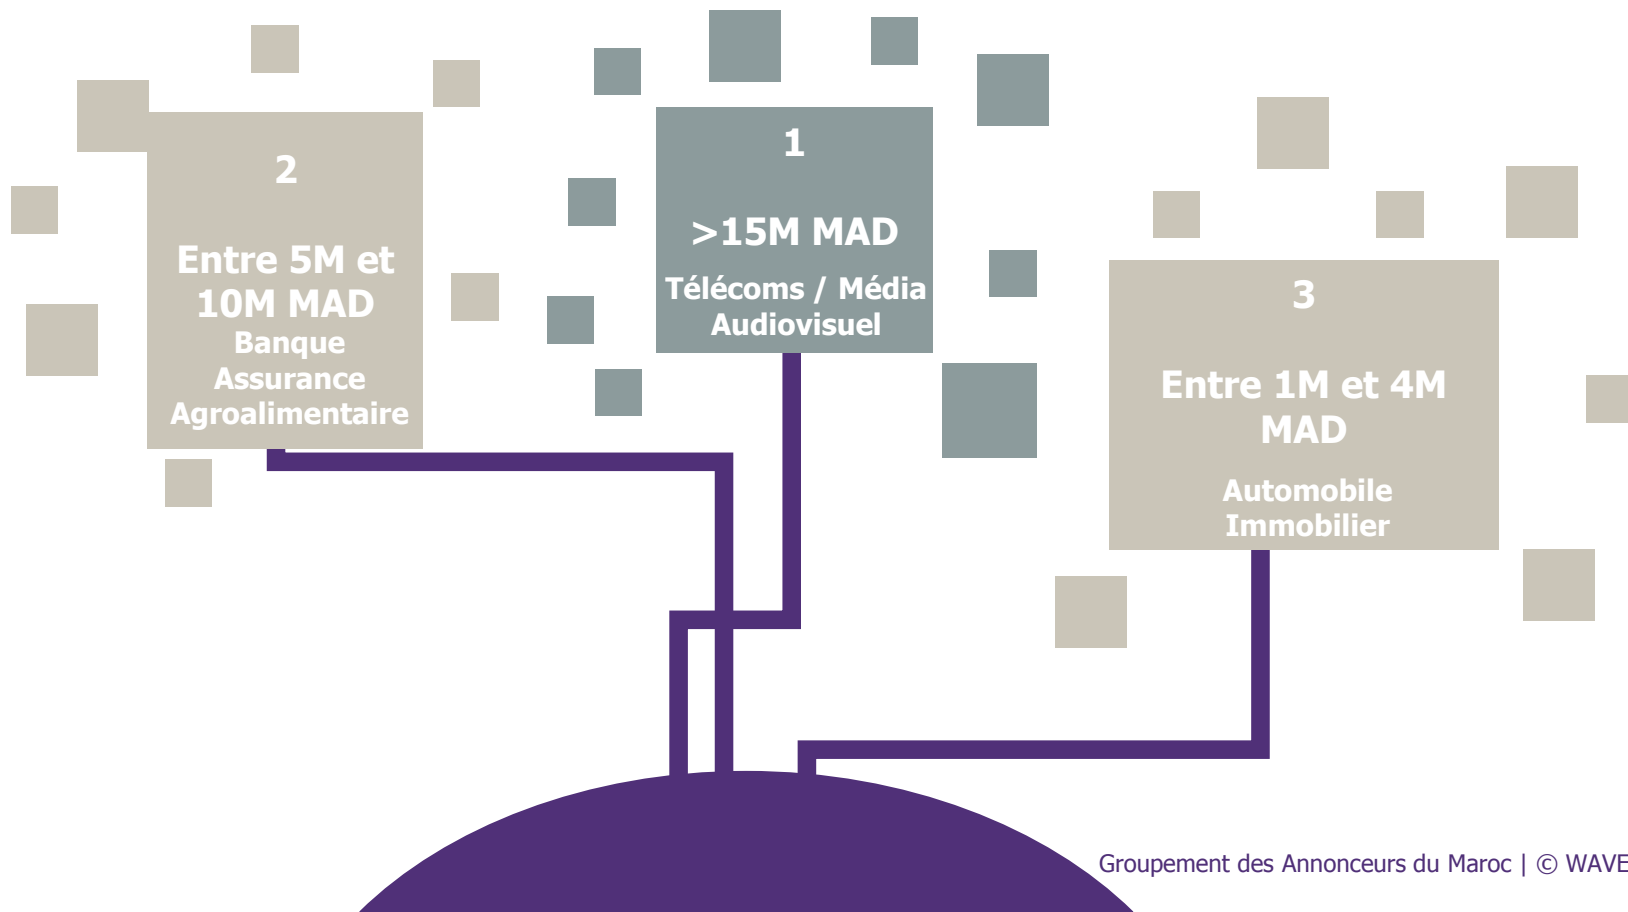 2
Entre 5M et
10M MAD
Banque
Assurance
Agroalimentaire
1
>15M MAD
Télécoms / Média
Audiovisuel
3
Entre 1M et 4M
MAD
Automobile
Immobilier
Groupement des Annonceurs du Maroc | © WAVE